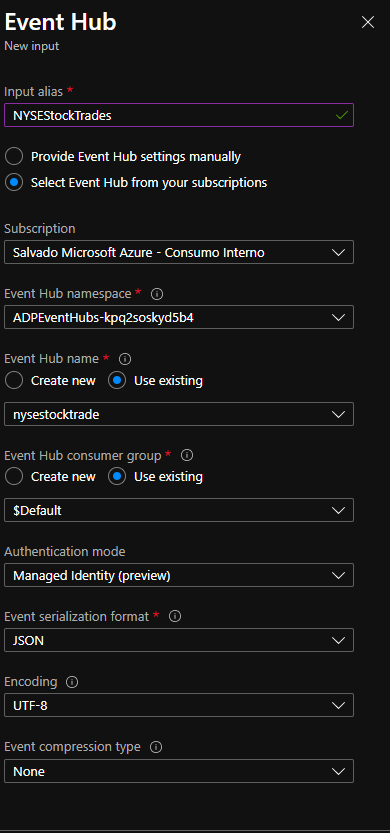 Event Hub
New input
Input alias *
NYSEStockTrades
Provide Event Hub settings manually
Select Event Hub from your subscriptions
Subscription
Salvado Microsoft Azure - Consumo Interno
Event Hub namespace *
ADPEventHubs-kpq2soskyd5b4
Event Hub name *
Create new Use existing
nysestocktrade
Event Hub consumer group *
Create new Use existing
$Default
Authentication mode
Managed Identity (preview)
Event serialization format *
JSON
Encoding
UTF-8
Event compression type
None